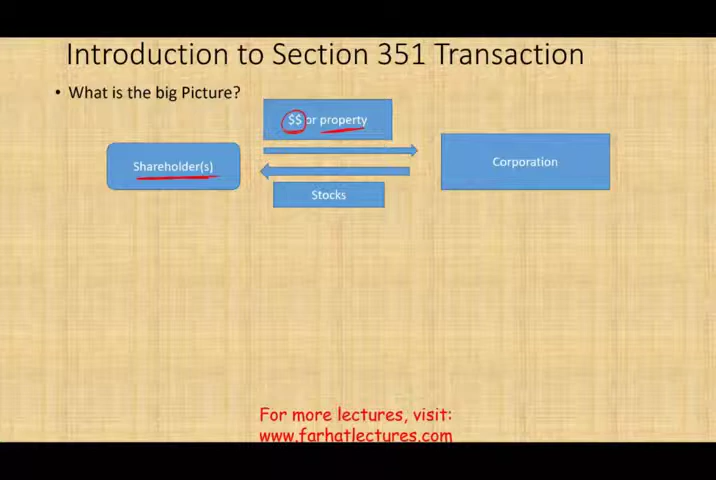 Introduction to Section 351 Transaction
• What is the big Picture?
$$ or property
Shareholder(s)
Corporation
Stocks
For more lectures, visit:
www.farhatlectures.com